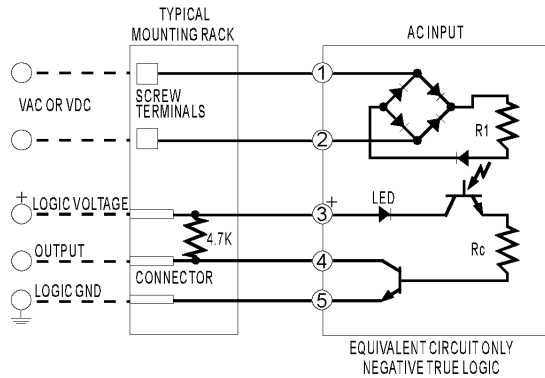 TYPICAL
MOUNTING RACK
AC INPUT
1
VAC OR VDC
SCREW
TERMINALS
R1
2
+
LOGIC VOLTAGE
3
+
LED
4.7K
OUTPUT
4
Rc
CONNECTOR
LOGIC GND
5
EQUIVALENT CIRCUIT ONLY
NEGATIVE TRUE LOGIC